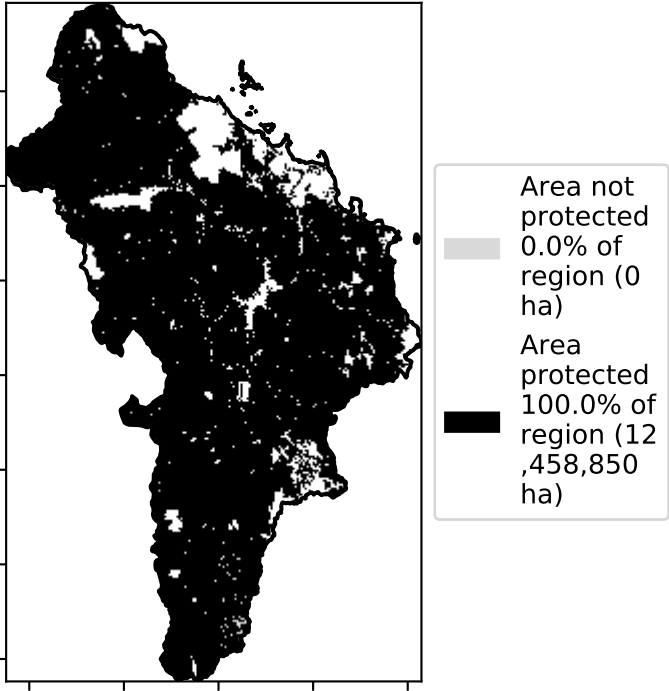 Area not
protected
0.0% of
region (0
ha)
Area
protected
100.0% of
region (12
,458,850
ha)